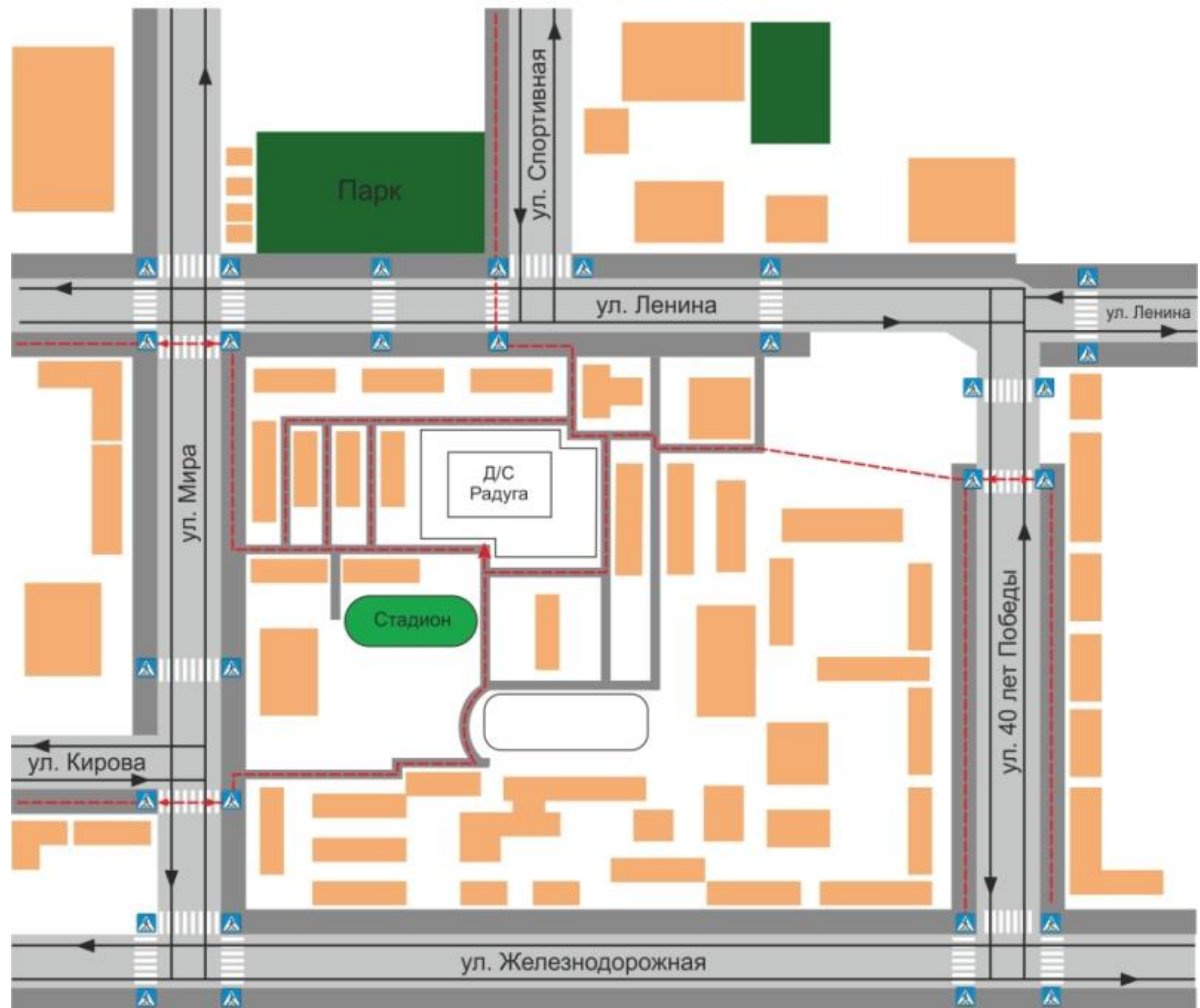 ул. Спортивная
Парк
ул. Ленина
ул. Ленина
ул. Мира
Д/С
Радуга
Стадион
ул. 40 лет Победы
ул. Кирова
ул. Железнодорожная